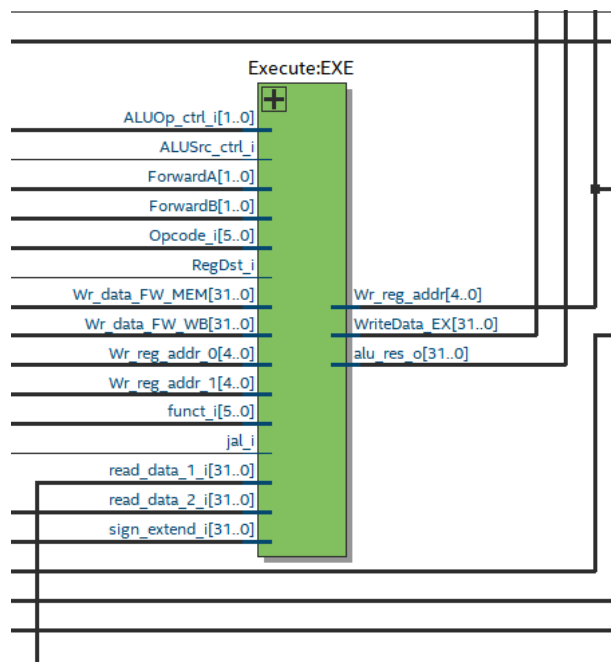 Execute:EXE
ALUOp_ctrl_i[1..0]
ALUSrc_ctrl_i
ForwardA[1..0]
ForwardB[1..0]
Opcode_i[5..0]
RegDst_i
Wr_data_FW_MEM[31..0]
Wr_data_FW_WB[31..0]
Wr_reg_addr_0[4..0]
Wr_reg_addr_1[4..0]
funct_i[5..0]
jal_i
read_data_1_i[31..0]
read_data_2_i[31..0]
sign_extend_i[31..0]
Wr_reg_addr[4..0]
WriteData_EX[31..0]
alu_res_o[31..0]